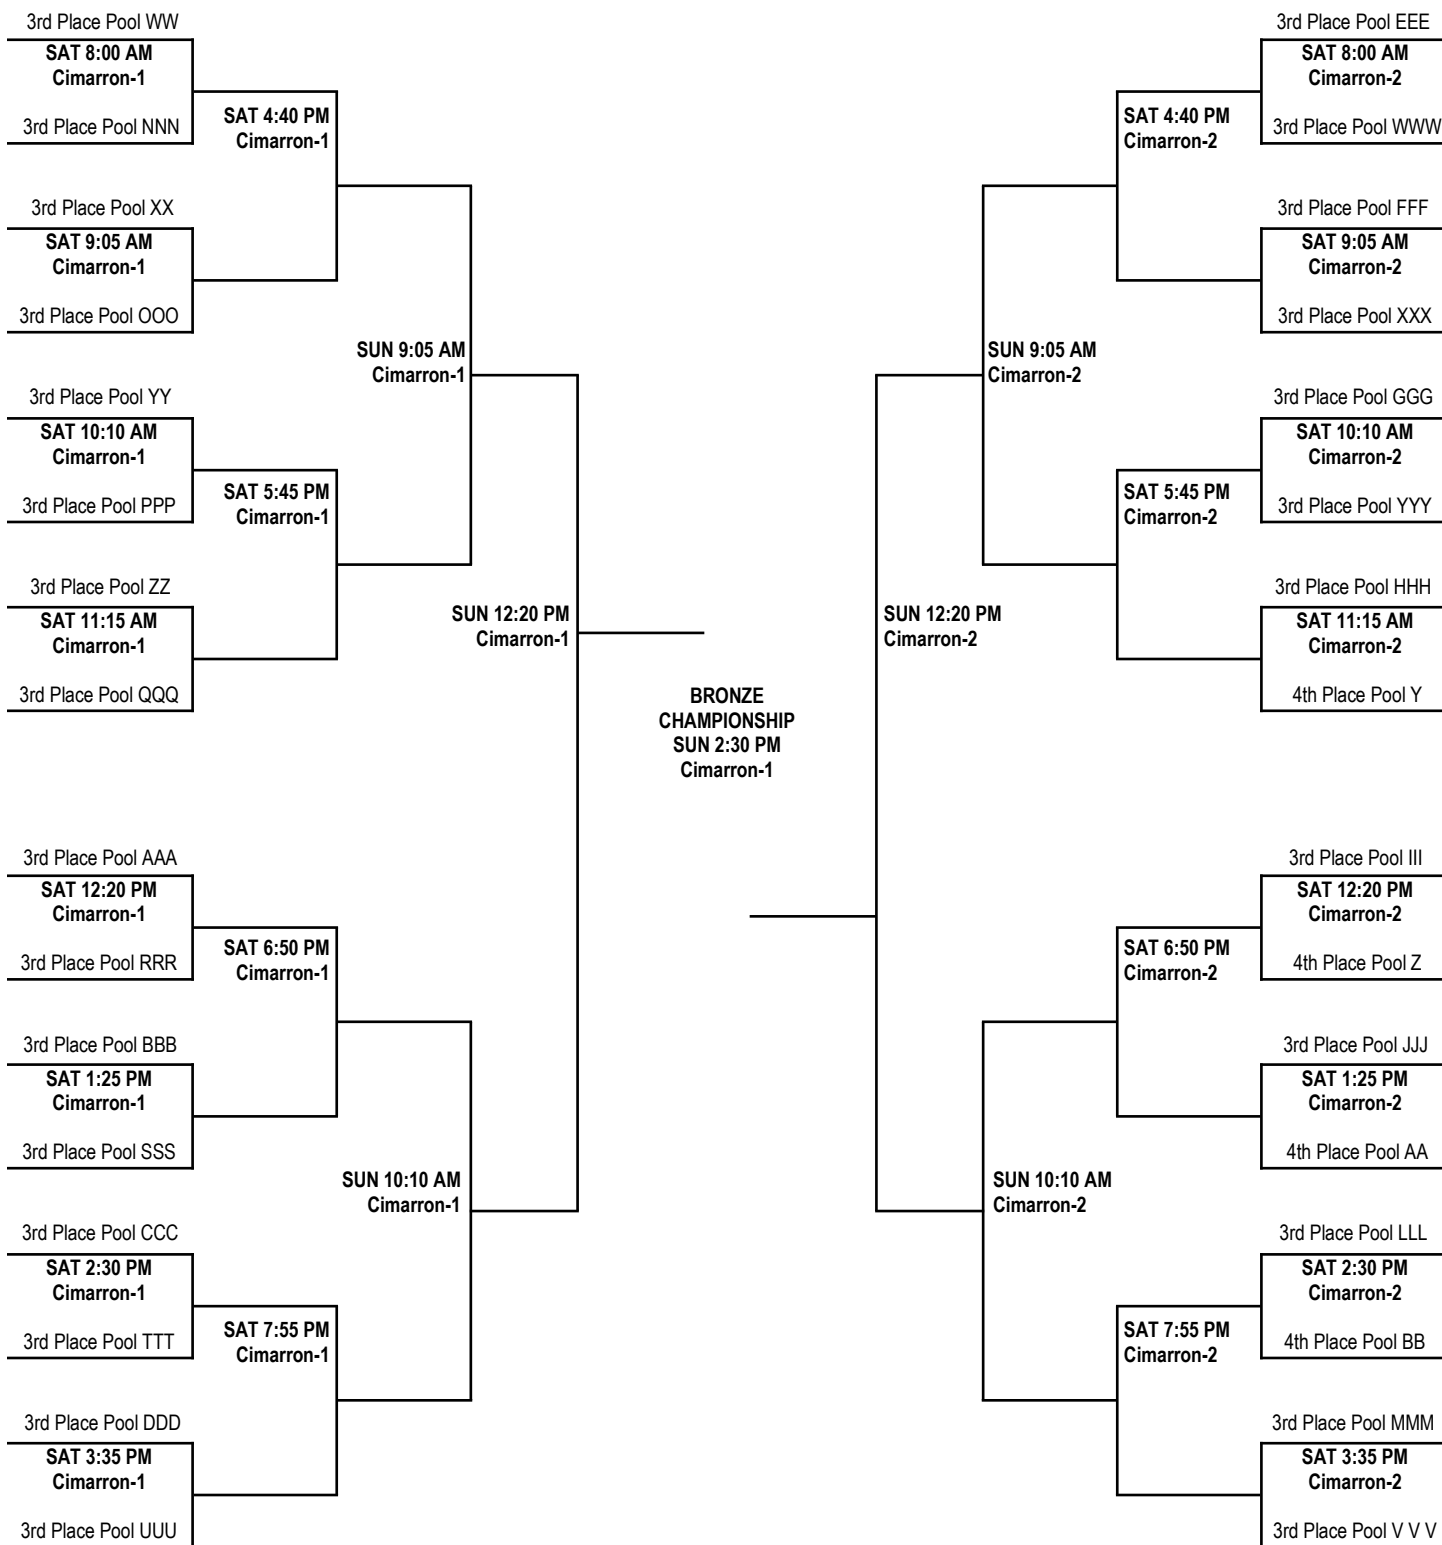 3rd Place Pool WW
SAT 8:00 AM
Cimarron-1
3rd Place Pool NNN
SAT 4:40 PM
Cimarron-1
3rd Place Pool XX
SAT 9:05 AM
Cimarron-1
3rd Place Pool OOO
SUN 9:05 AM
Cimarron-1
3rd Place Pool YY
SAT 10:10 AM
Cimarron-1
3rd Place Pool PPP
SAT 5:45 PM
Cimarron-1
3rd Place Pool ZZ
SAT 11:15 AM
Cimarron-1
3rd Place Pool QQQ
SUN 12:20 PM
Cimarron-1
3rd Place Pool AAA
SAT 12:20 PM
Cimarron-1
3rd Place Pool RRR
SAT 6:50 PM
Cimarron-1
3rd Place Pool BBB
SAT 1:25 PM
Cimarron-1
3rd Place Pool SSS
SUN 10:10 AM
Cimarron-1
3rd Place Pool CCC
SAT 2:30 PM
Cimarron-1
3rd Place Pool TTT
SAT 7:55 PM
Cimarron-1
3rd Place Pool DDD
SAT 3:35 PM
Cimarron-1
3rd Place Pool UUU
BRONZE
CHAMPIONSHIP
SUN 2:30 PM
Cimarron-1
3rd Place Pool EEE
SAT 8:00 AM
Cimarron-2
3rd Place Pool WWW
SAT 4:40 PM
Cimarron-2
3rd Place Pool FFF
SAT 9:05 AM
Cimarron-2
3rd Place Pool XXX
SUN 9:05 AM
Cimarron-2
3rd Place Pool GGG
SAT 10:10 AM
Cimarron-2
3rd Place Pool YYY
SAT 5:45 PM
Cimarron-2
3rd Place Pool HHH
SAT 11:15 AM
Cimarron-2
4th Place Pool Y
SUN 12:20 PM
Cimarron-2
3rd Place Pool III
SAT 12:20 PM
Cimarron-2
4th Place Pool Z
SAT 6:50 PM
Cimarron-2
3rd Place Pool JJJ
SAT 1:25 PM
Cimarron-2
4th Place Pool AA
SUN 10:10 AM
Cimarron-2
3rd Place Pool LLL
SAT 2:30 PM
Cimarron-2
4th Place Pool BB
SAT 7:55 PM
Cimarron-2
3rd Place Pool MMM
SAT 3:35 PM
Cimarron-2
3rd Place Pool V V V